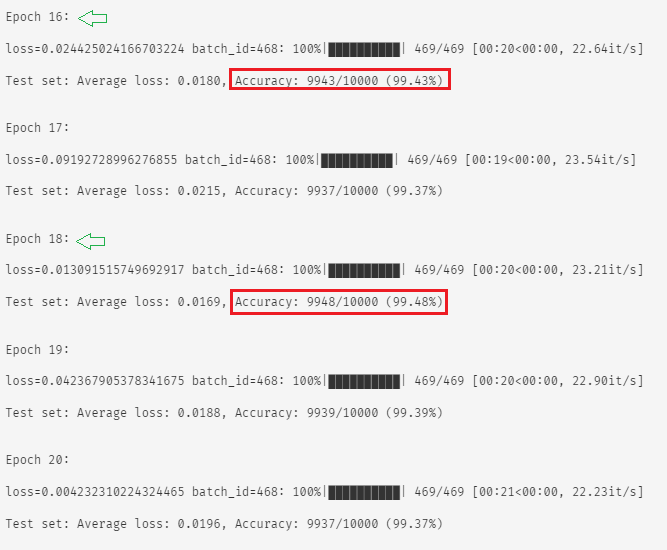 Epoch 16:
loss=0.024425024166703224 batch_id=468: 100%|██████████| 469/469 [00:20<00:00, 22.64it/s]
Test set: Average loss: 0.0180, Accuracy: 9943/10000 (99.43%)
Epoch 17:
loss=0.09192728996276855 batch_id=468: 100%|██████████| 469/469 [00:19<00:00, 23.54it/s]
Test set: Average loss: 0.0215, Accuracy: 9937/10000 (99.37%)
Epoch 18:
loss=0.013091515749692917 batch_id=468: 100%|██████████| 469/469 [00:20<00:00, 23.21it/s]
Test set: Average loss: 0.0169, Accuracy: 9948/10000 (99.48%)
Epoch 19:
loss=0.042367905378341675 batch_id=468: 100%|██████████| 469/469 [00:20<00:00, 22.90it/s]
Test set: Average loss: 0.0188, Accuracy: 9939/10000 (99.39%)
Epoch 20:
loss=0.004232310224324465 batch_id=468: 100%|██████████| 469/469 [00:21<00:00, 22.23it/s]
Test set: Average loss: 0.0196, Accuracy: 9937/10000 (99.37%)